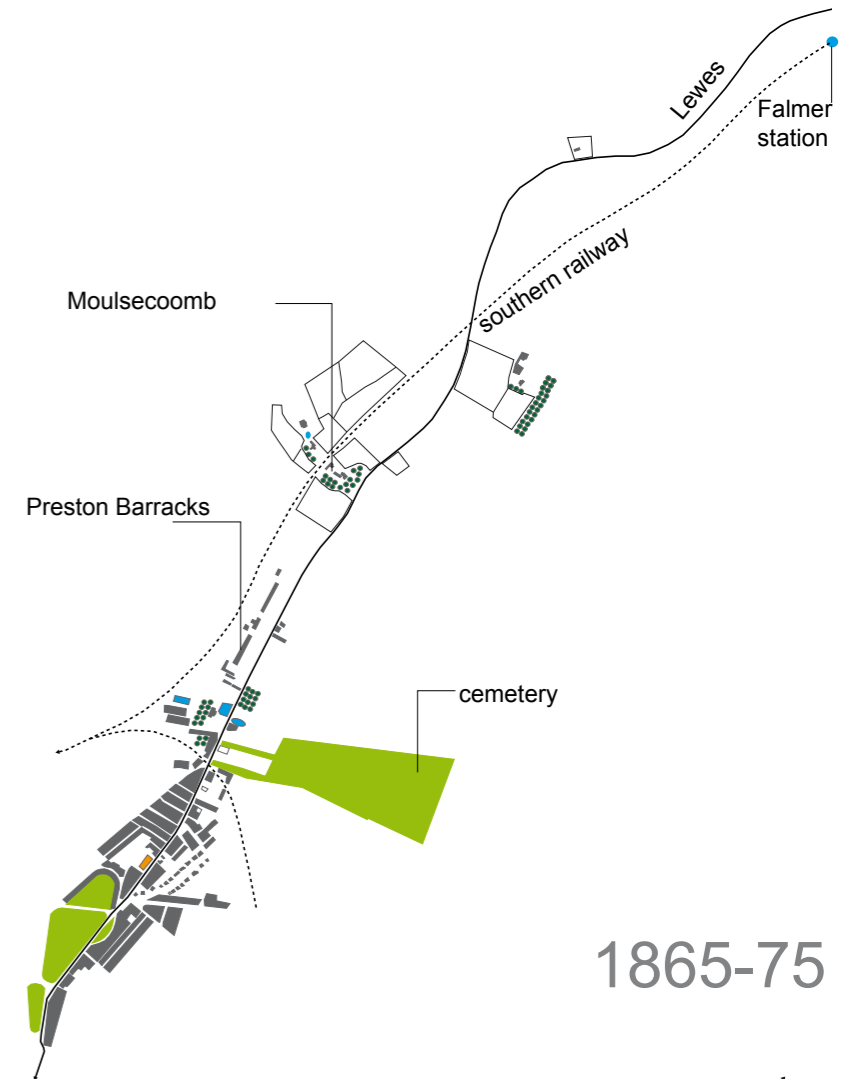 Lewes
Falmer
station
southern railway
Moulsecoomb
Preston Barracks
cemetery
1865-75